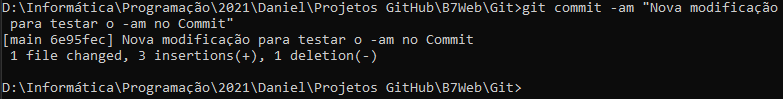 D:\Informática\Programação\2021\Daniel\Projetos GitHub\B7Web\Git>git commit -am "Nova modificação
para testar o -am no Commit"
[main 6e95fec] Nova modificação para testar o -am no Commit
 1 file changed, 3 insertions(+), 1 deletion(-)
D:\Informática\Programação\2021\Daniel\Projetos GitHub\B7Web\Git>